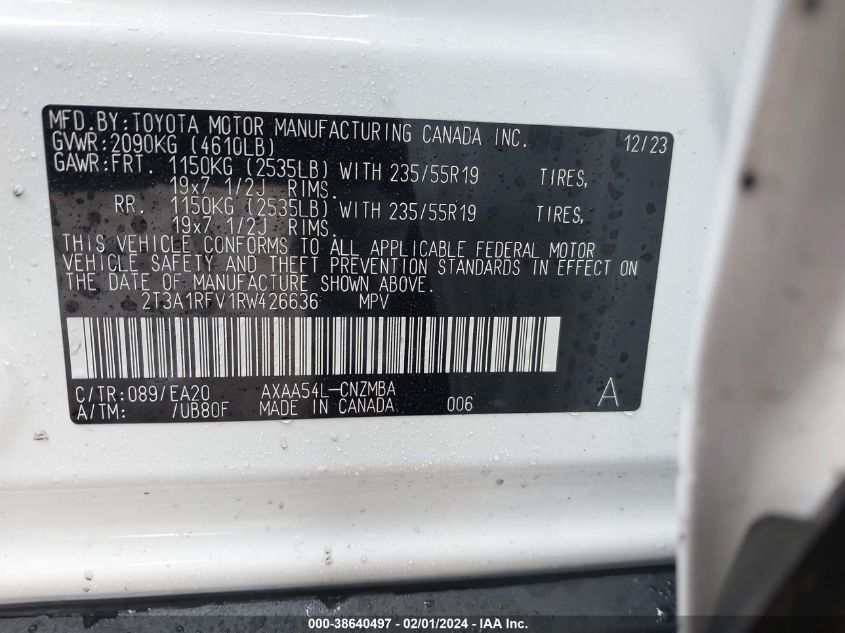 MFD.BY:TOYOTA MOTOR MANUFACTURING CANADA INC. 12/23
GVWR:2090KG (4610LB)
GAWR:FRT. 1150KG (2535LB) WITH 235/55R19 TIRES,
19x7 1/2J RIMS.
RR. 1150KG (2535LB) WITH 235/55R19 TIRES,
19x7 1/2J RIMS.
THIS VEHICLE CONFORMS TO ALL APPLICABLE FEDERAL MOTOR
VEHICLE SAFETY AND THEFT PREVENTION STANDARDS IN EFFECT ON
THE DATE OF MANUFACTURE SHOWN ABOVE.
2T3A1RFV1RW426636 MPV
C/TR:089/EA20 AXAA54L-CNZMBA
A/TM: /UB80F MADE IN CANADA 006 A
000-38640497 - 02/01/2024 - IAA Inc.